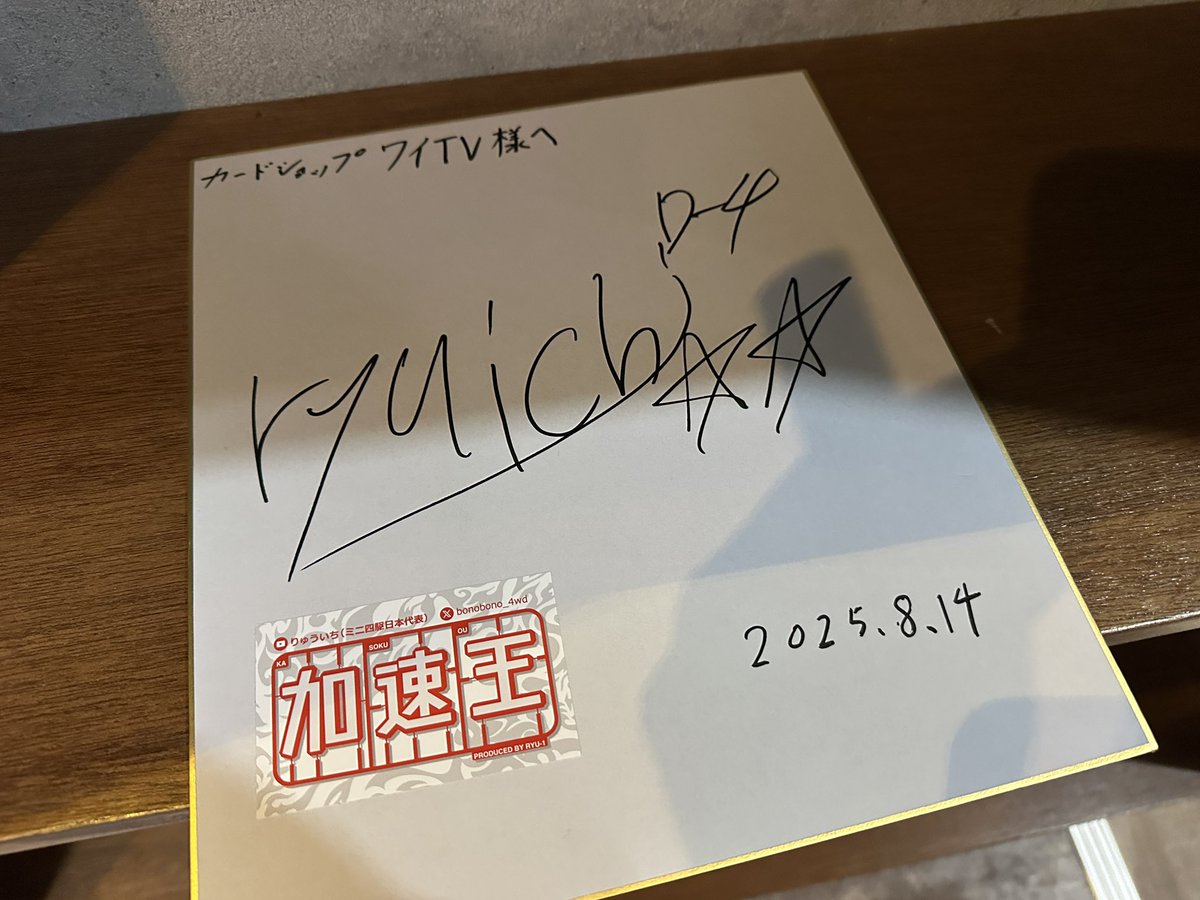 カードショップ ワイTV様へ
D-4
ryuichi☆☆
りゅういち(ミニ四駆日本代表) bonobono_4wd
KA SOKU OU
加速王
PRODUCED BY RYU-1
2025.8.14